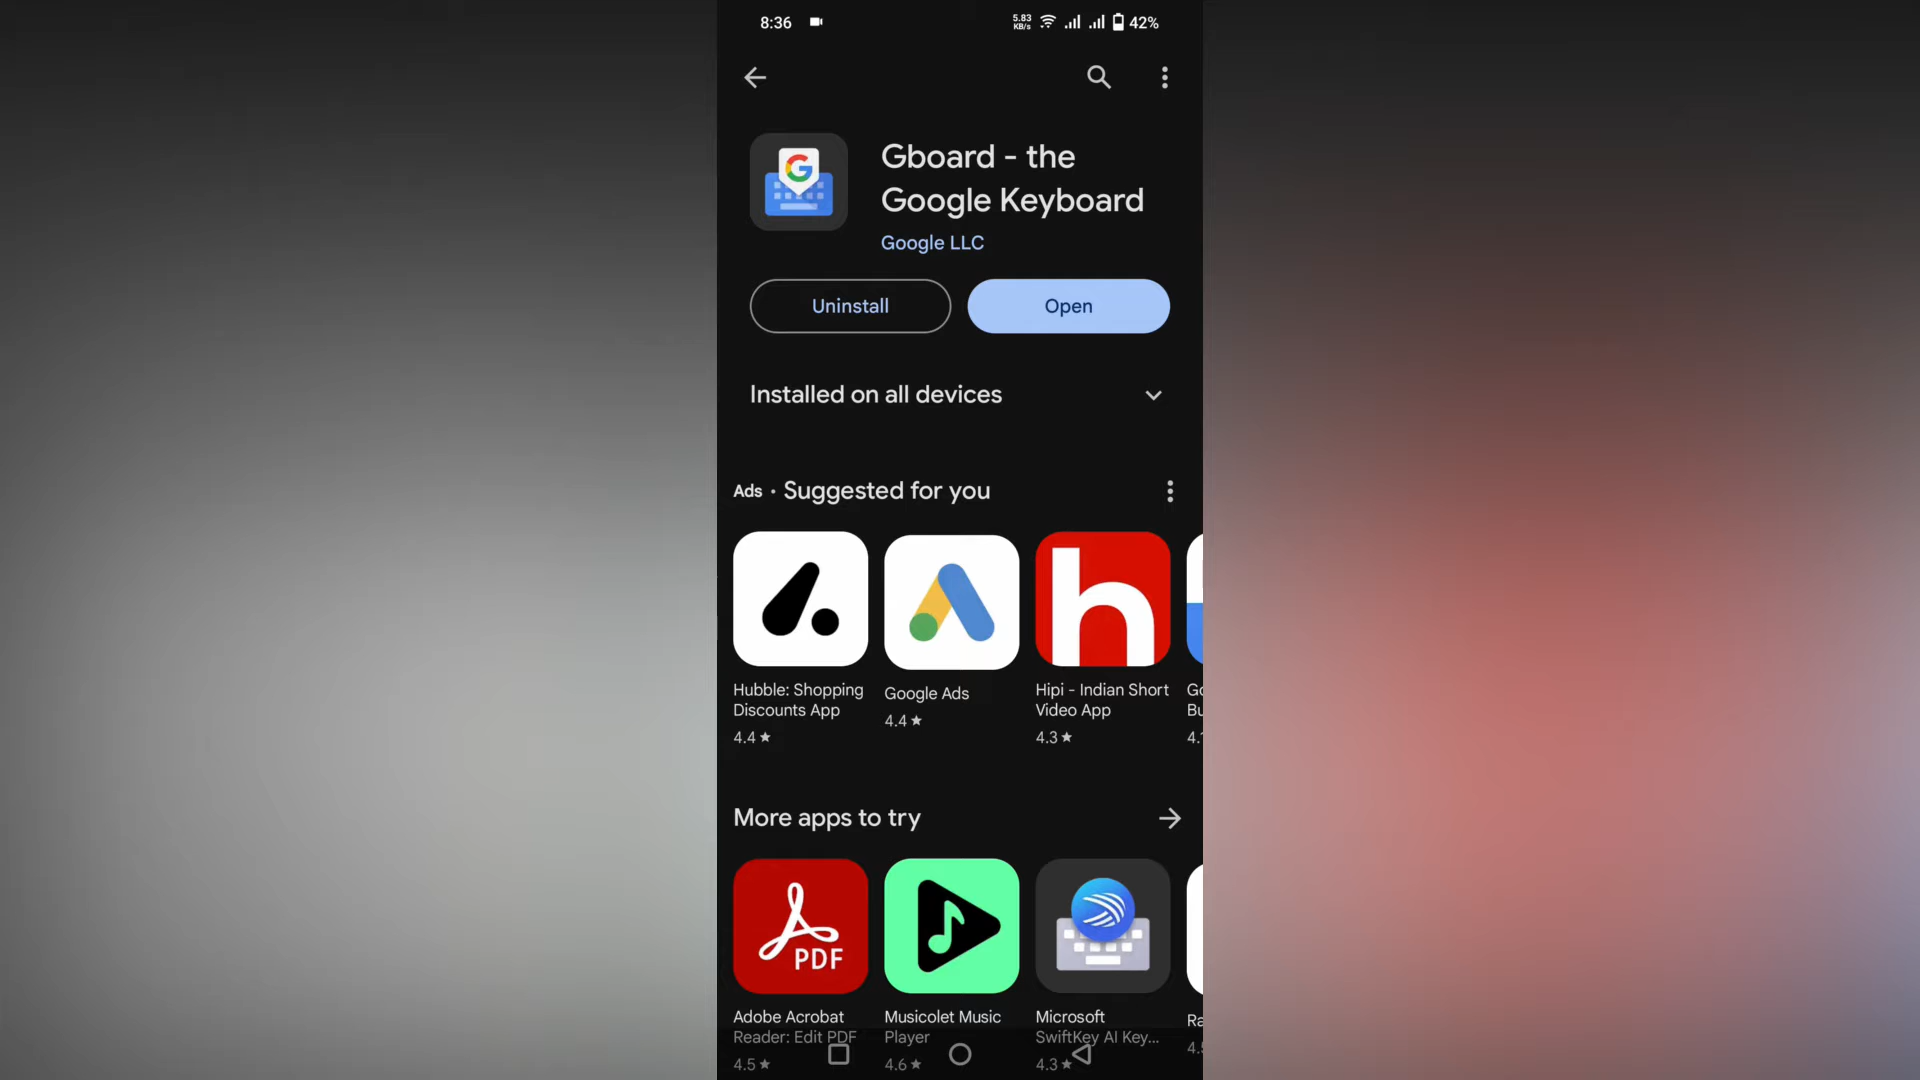 8:36
5.83
KB/s
42%
Gboard - the
Google Keyboard
Google LLC
Uninstall
Open
Installed on all devices
Ads • Suggested for you
h
Hubble: Shopping
Discounts App
4.4 ★
Google Ads
4.4 ★
Hipi - Indian Short
Video App
4.3 ★
More apps to try
PDF
Adobe Acrobat
Reader: Edit PDF
4.5 ★
Musicolet Music
Player
4.6 ★
Microsoft
SwiftKey AI Key...
4.3 ★